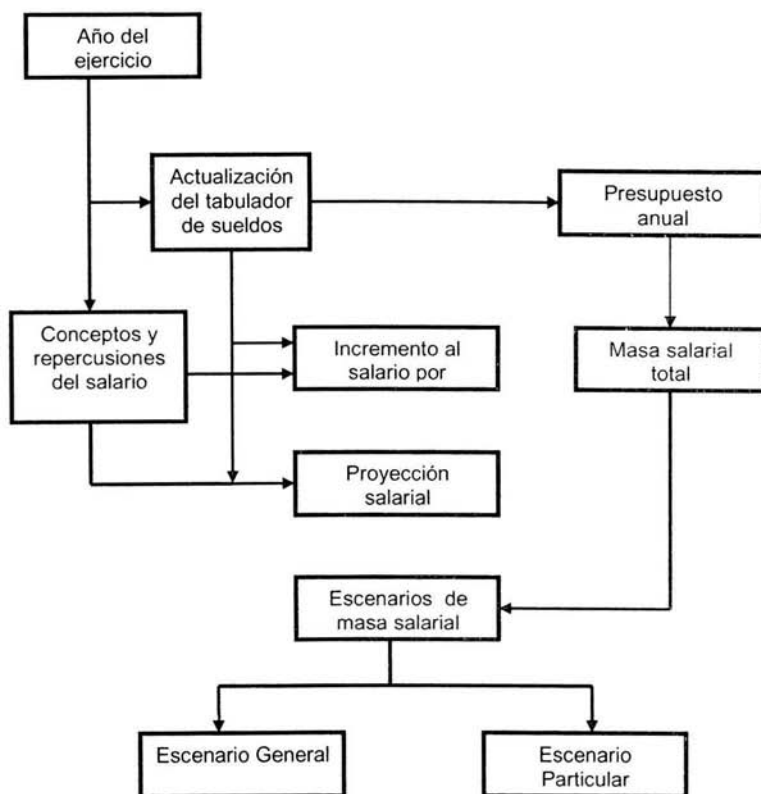 Año del
ejercicio
Actualización
del tabulador
de sueldos
Presupuesto
anual
Conceptos y
repercusiones
del salario
Incremento al
salario por
Masa salarial
total
Proyección
salarial
Escenarios de
masa salarial
Escenario General
Escenario
Particular